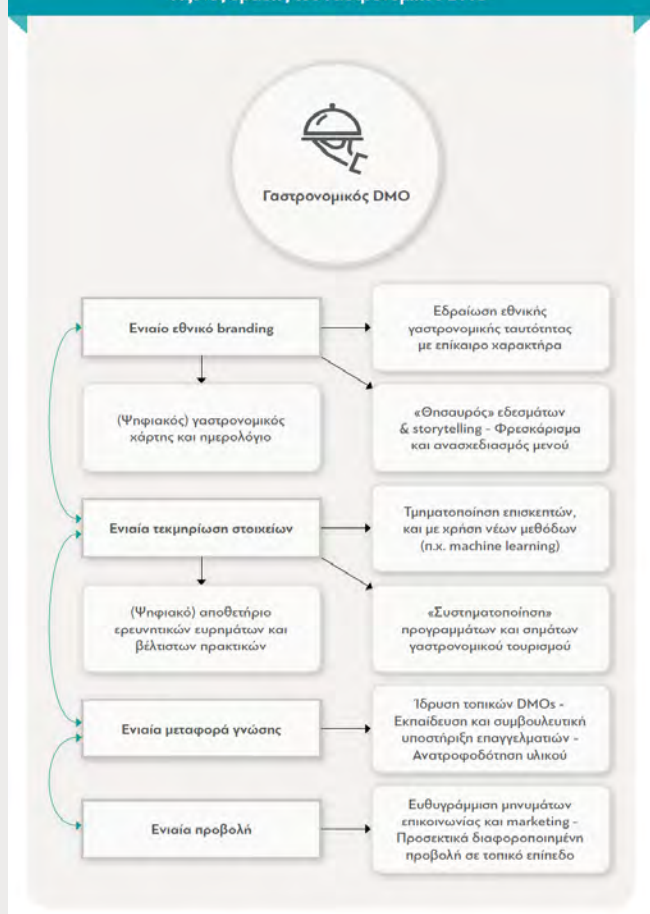 Γαστρονομικός DMO
Ενιαίο εθνικό branding
Εδραίωση εθνικής
γαστρονομικής ταυτότητας
με επίκαιρο χαρακτήρα
(Ψηφιακός) γαστρονομικός
χάρτης και ημερολόγιο
«Θησαυρός» εδεσμάτων
& storytelling - Φρεσκάρισμα
και ανασχεδιασμός μενού
Ενιαία τεκμηρίωση στοιχείων
Τμηματοποίηση επισκεπτών,
και με χρήση νέων μεθόδων
(π.χ. machine learning)
(Ψηφιακό) αποθετήριο
ερευνητικών ευρημάτων και
βέλτιστων πρακτικών
«Συστηματοποίηση»
προγραμμάτων και σημάτων
γαστρονομικού τουρισμού
Ενιαία μεταφορά γνώσης
Ίδρυση τοπικών DMOs -
Εκπαίδευση και συμβουλευτική
υποστήριξη επαγγελματιών -
Ανατροφοδότηση υλικού
Ενιαία προβολή
Ευθυγράμμιση μηνυμάτων
επικοινωνίας και marketing -
Προσεκτικά διαφοροποιημένη
προβολή σε τοπικό επίπεδο